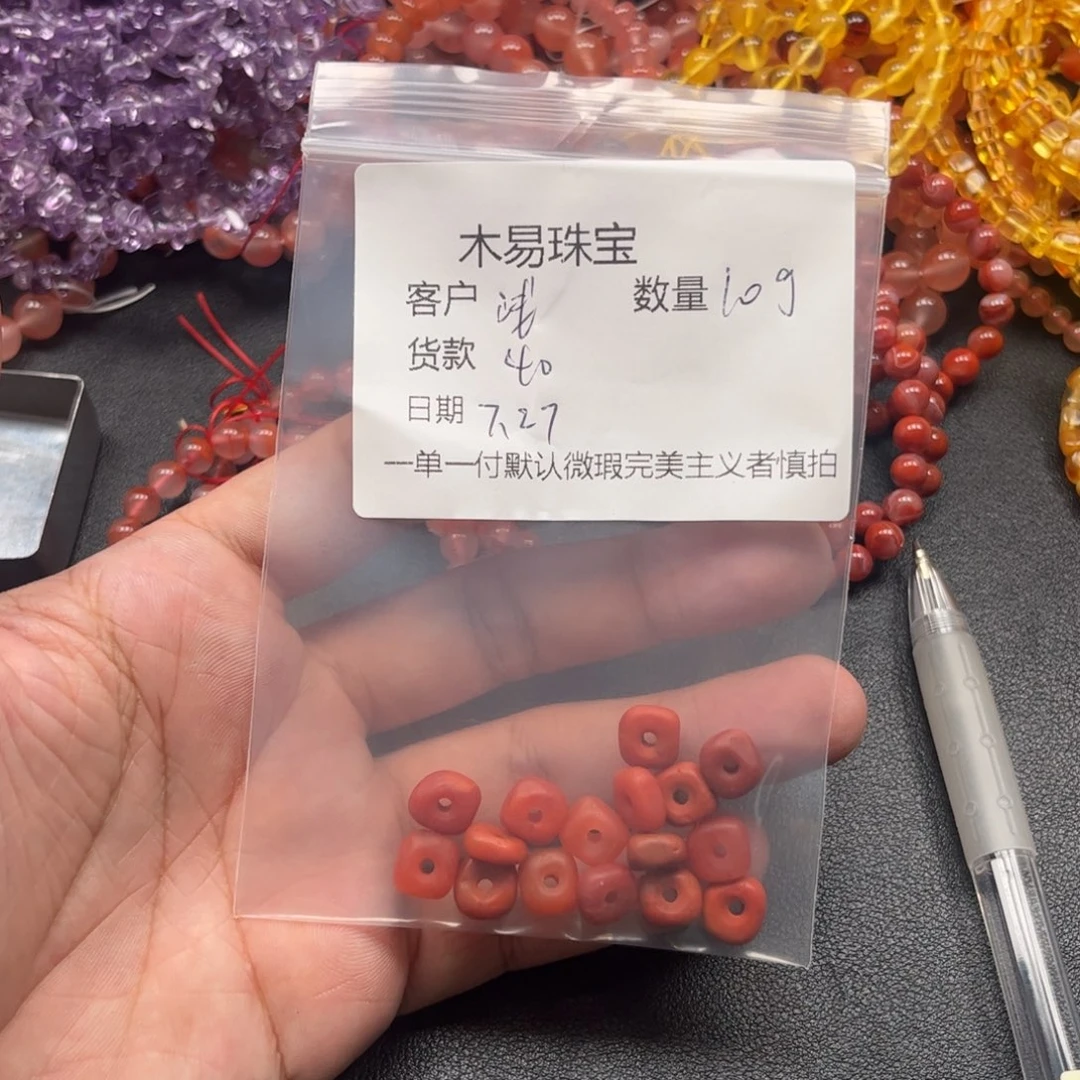 木易珠宝
客户 数量 10g
货款 40
日期 7.27
一单一付默认微瑕完美主义者慎拍